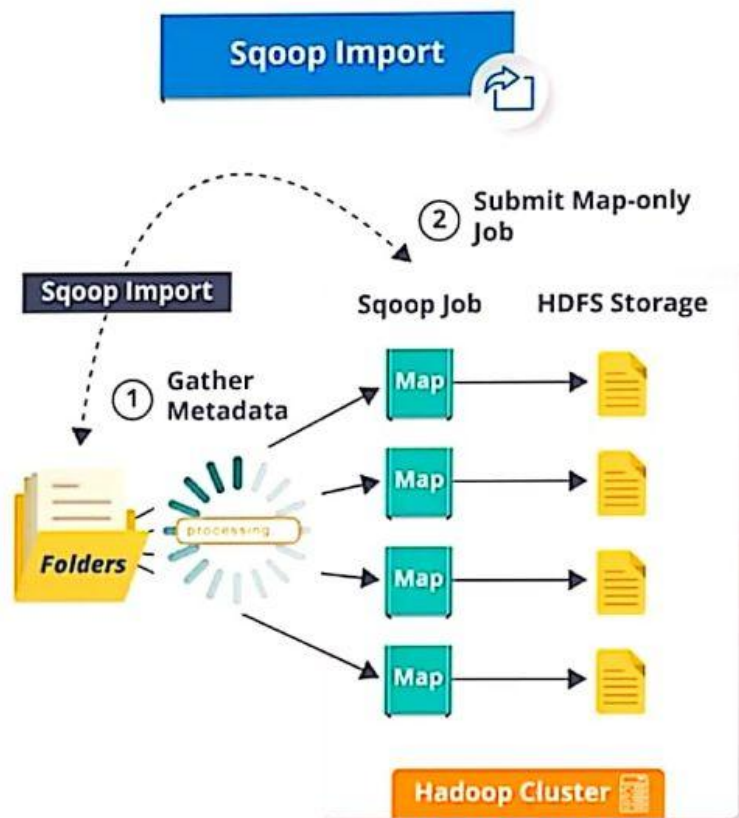 Sqoop Import
2 Submit Map-only
Job
Sqoop Import
Sqoop Job
HDFS Storage
1 Gather
Metadata
Map
Map
Map
Map
processing...
Folders
Hadoop Cluster